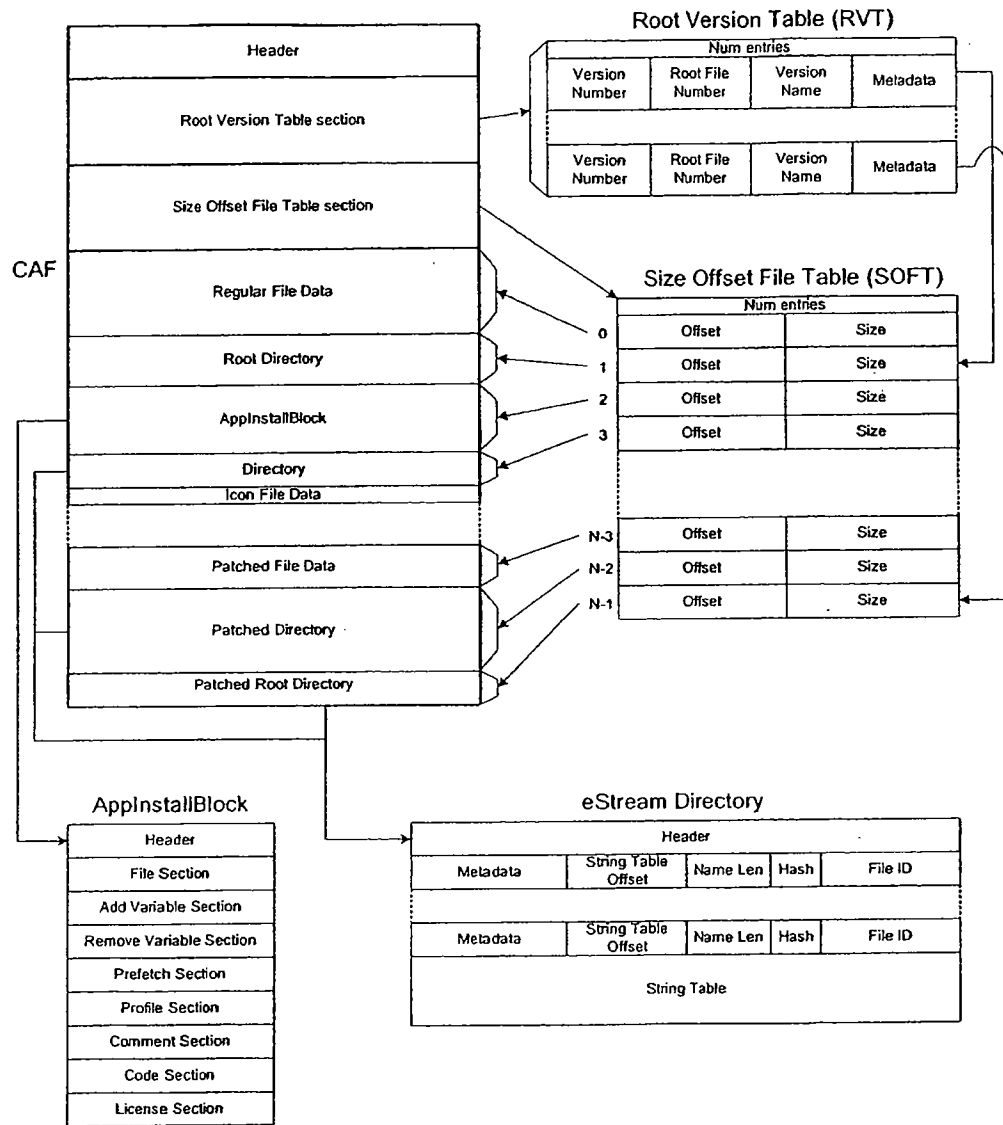 Root Version Table (RVT)
Num entries
Version Number
Root File Number
Version Name
Metadata
Version Number
Root File Number
Version Name
Metadata
CAF
Header
Root Version Table section
Size Offset File Table section
Regular File Data
Root Directory
AppInstallBlock
Directory
Icon File Data
Patched File Data
Patched Directory
Patched Root Directory
Size Offset File Table (SOFT)
Num entries
0 Offset Size
1 Offset Size
2 Offset Size
3 Offset Size
N-3 Offset Size
N-2 Offset Size
N-1 Offset Size
AppInstallBlock
Header
File Section
Add Variable Section
Remove Variable Section
Prefetch Section
Profile Section
Comment Section
Code Section
License Section
eStream Directory
Header
Metadata
String Table Offset
Name Len
Hash
File ID
Metadata
String Table Offset
Name Len
Hash
File ID
String Table